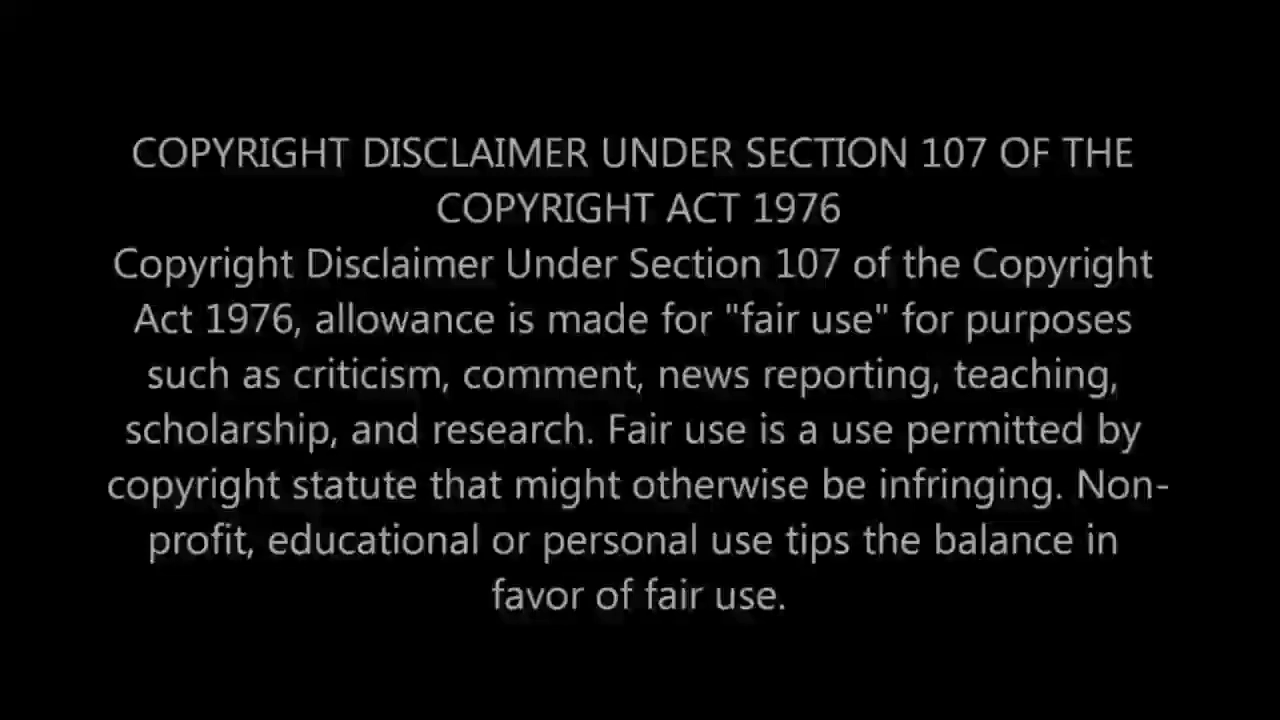 COPYRIGHT DISCLAIMER UNDER SECTION 107 OF THE
COPYRIGHT ACT 1976
Copyright Disclaimer Under Section 107 of the Copyright
Act 1976, allowance is made for "fair use" for purposes
such as criticism, comment, news reporting, teaching,
scholarship, and research. Fair use is a use permitted by
copyright statute that might otherwise be infringing. Non-
profit, educational or personal use tips the balance in
favor of fair use.